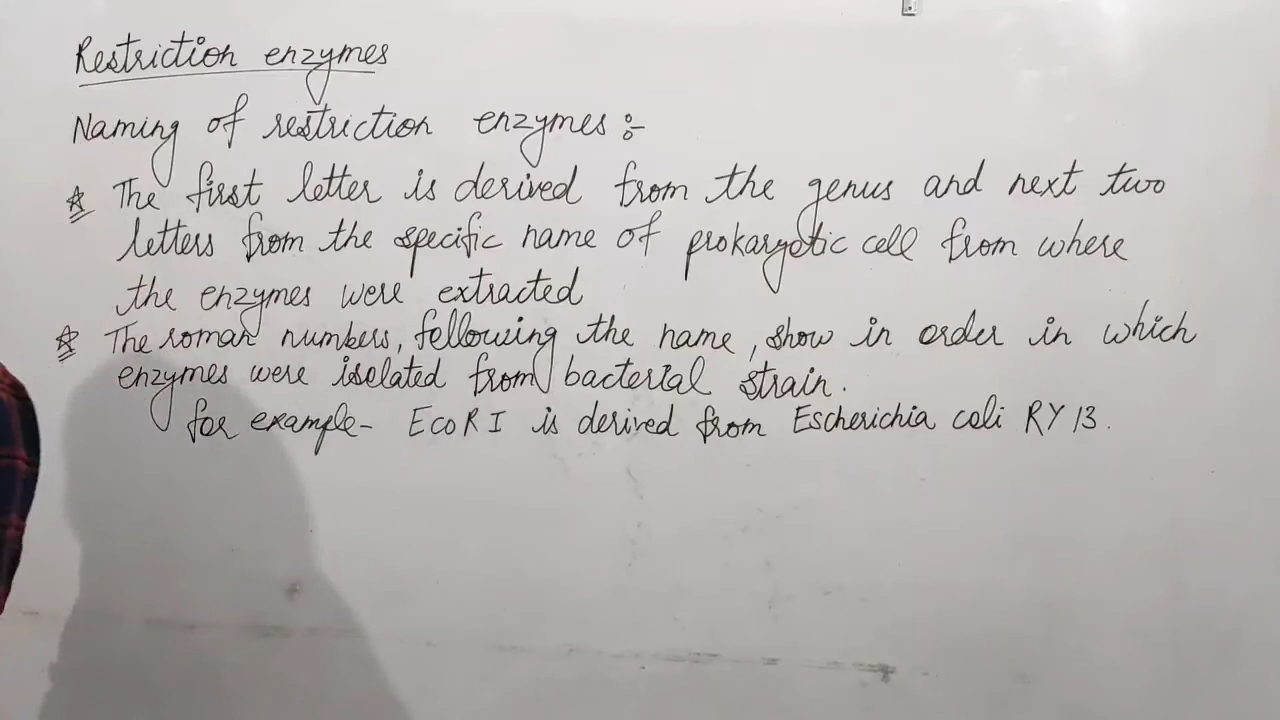 Restriction enzymes
Naming of restriction enzymes :-
☆ The first letter is derived from the genus and next two
letters from the specific name of prokaryotic cell from where
the enzymes were extracted
☆ The roman numbers, following the name, show in order in which
enzymes were isolated from bacterial strain.
for example- EcoR I is derived from Escherichia coli RY 13.